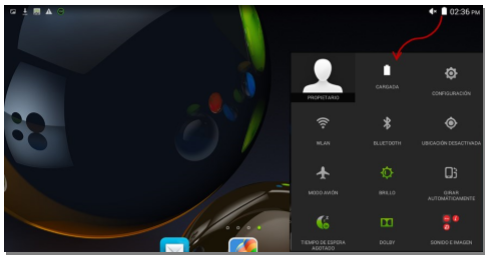 02:36 PM
PROPIETARIO
CARGADA
CONFIGURACIÓN
WLAN
BLUETOOTH
UBICACIÓN DESACTIVADA
MODO AVIÓN
BRILLO
GIRAR
AUTOMÁTICAMENTE
TIEMPO DE ESPERA
AGOTADO
DOLBY
SONIDO E IMAGEN